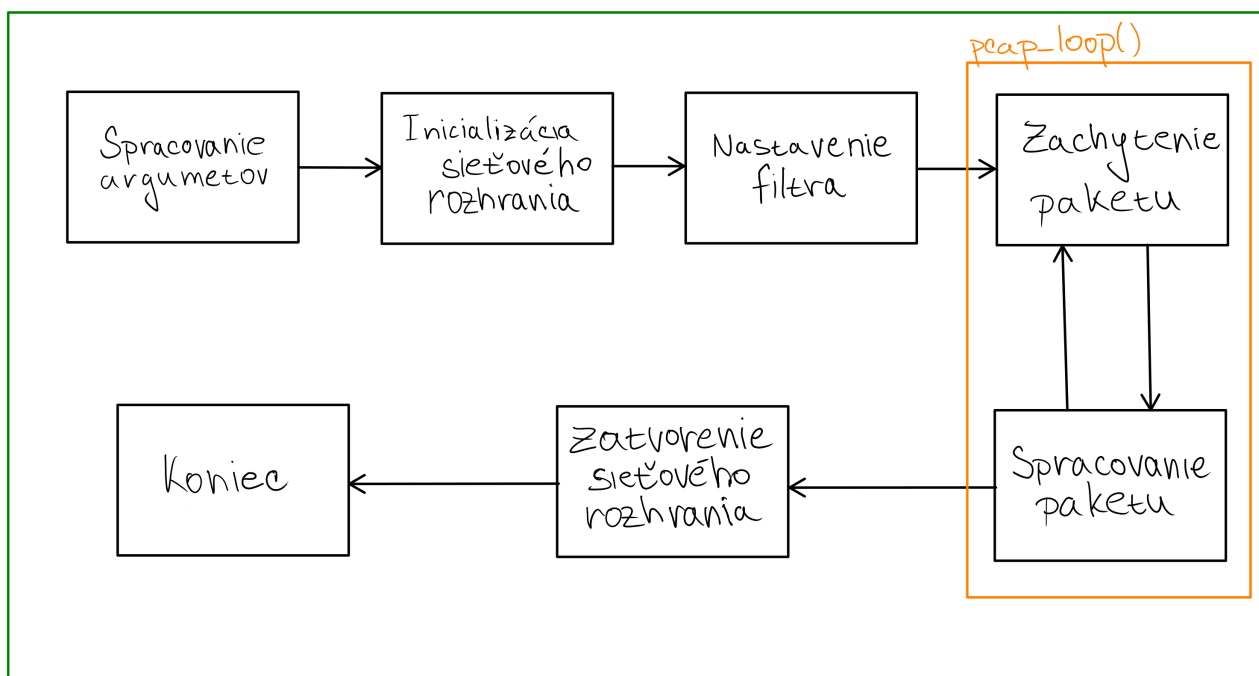 pcap_loop()
Spracovanie
argumetov
Inicializácia
sieťového
rozhrania
Nastavenie
filtra
Zachytenie
paketu
Koniec
Zatvorenie
sieťového
rozhrania
Spracovanie
paketu